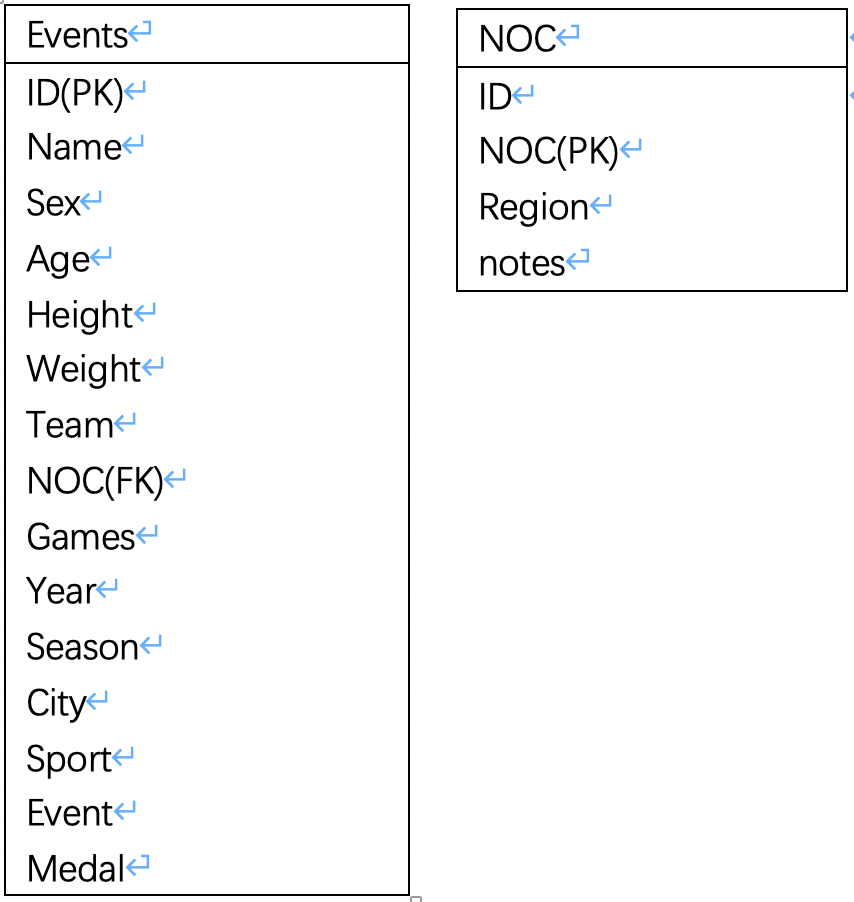 Events
ID(PK)
Name
Sex
Age
Height
Weight
Team
NOC(FK)
Games
Year
Season
City
Sport
Event
Medal
NOC
ID
NOC(PK)
Region
notes